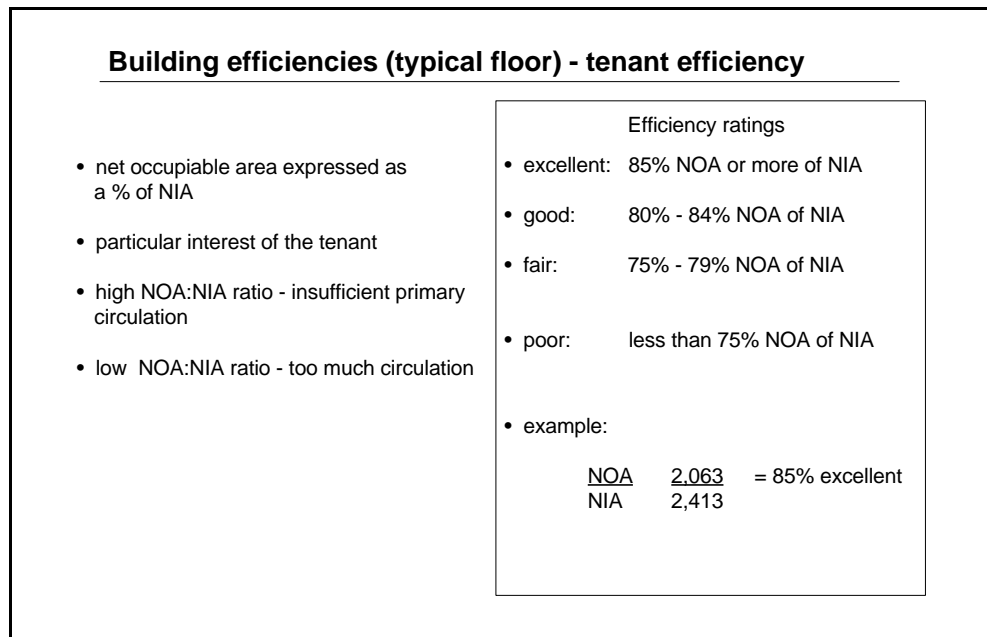 Building efficiencies (typical floor) - tenant efficiency
• net occupiable area expressed as
a % of NIA
• particular interest of the tenant
• high NOA:NIA ratio - insufficient primary
circulation
• low NOA:NIA ratio - too much circulation
Efficiency ratings
• excellent: 85% NOA or more of NIA
• good: 80% - 84% NOA of NIA
• fair: 75% - 79% NOA of NIA
• poor: less than 75% NOA of NIA
• example:
NOA 2,063 = 85% excellent
NIA 2,413